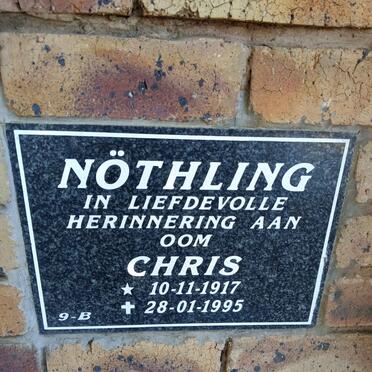 NÖTHLING
IN LIEFDEVOLLE
HERINNERING AAN
OOM
CHRIS
★ 10-11-1917
✝ 28-01-1995
9-B